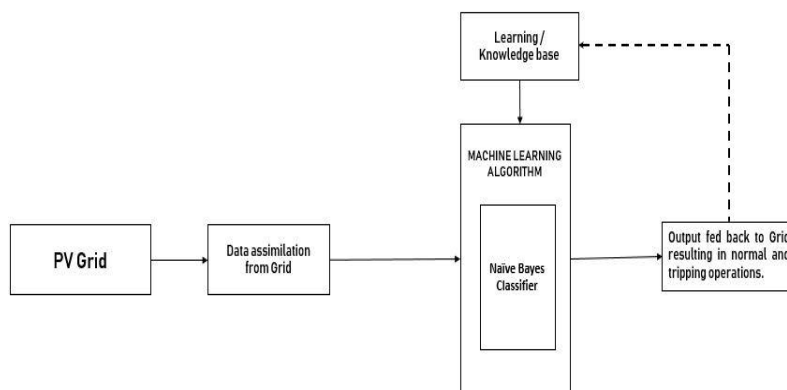 Learning /
Knowledge base
MACHINE LEARNING
ALGORITHM
PV Grid
Data assimilation
from Grid
Naïve Bayes
Classifier
Output fed back to Grid
resulting in normal and
tripping operations.